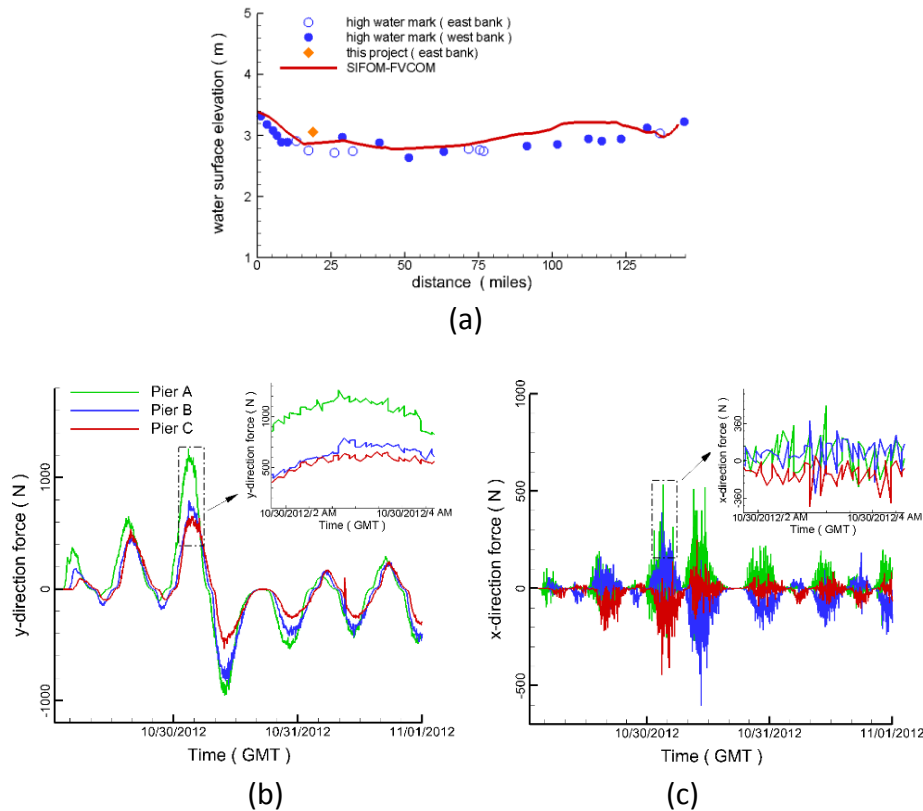 5
4
3
2
1
water surface elevation ( m )
high water mark ( east bank )
high water mark ( west bank )
this project ( east bank )
SIFOM-FVCOM
0 25 50 75 100 125
distance ( miles)
(a)
Pier A
Pier B
Pier C
1000
0
-1000
y-direction force ( N )
10/30/2012 10/31/2012 11/01/2012
Time ( GMT )
1000
500
y-direction force ( N )
10/30/2012/2 AM 10/30/2012/4 AM
Time ( GMT )
(b)
1000
500
0
-500
x-direction force ( N )
10/30/2012 10/31/2012 11/01/2012
Time ( GMT )
360
0
-360
x-direction force ( N )
10/30/2012/2 AM 10/30/2012/4 AM
Time ( GMT )
(c)